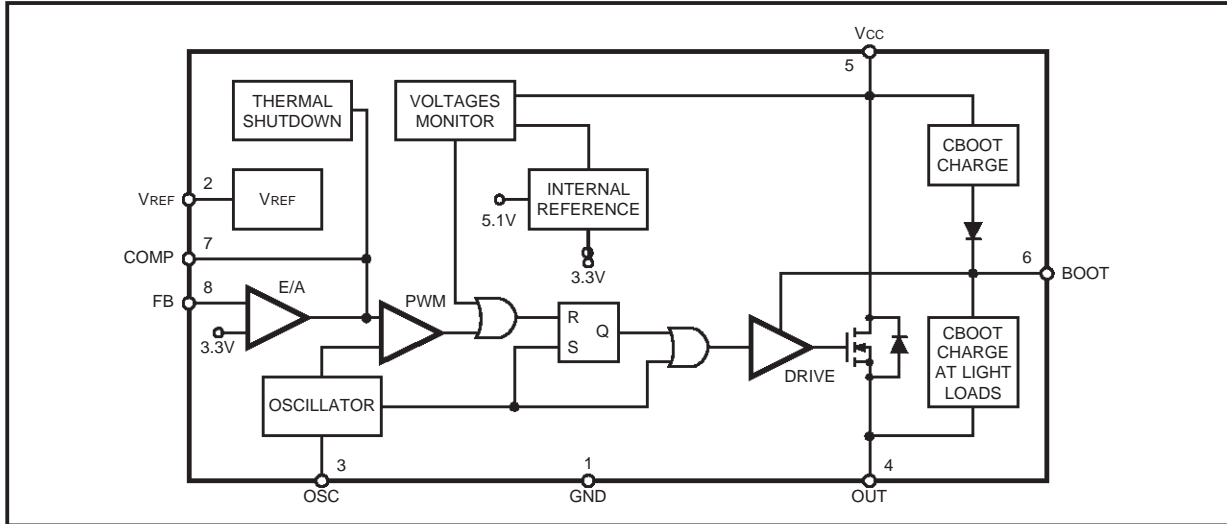 VCC
5
THERMAL
SHUTDOWN
VOLTAGES
MONITOR
CBOOT
CHARGE
2
VREF
VREF
INTERNAL
REFERENCE
5.1V
3.3V
7
COMP
6
BOOT
8
FB
E/A
3.3V
PWM
R
S
Q
DRIVE
CBOOT
CHARGE
AT LIGHT
LOADS
OSCILLATOR
3
OSC
1
GND
4
OUT